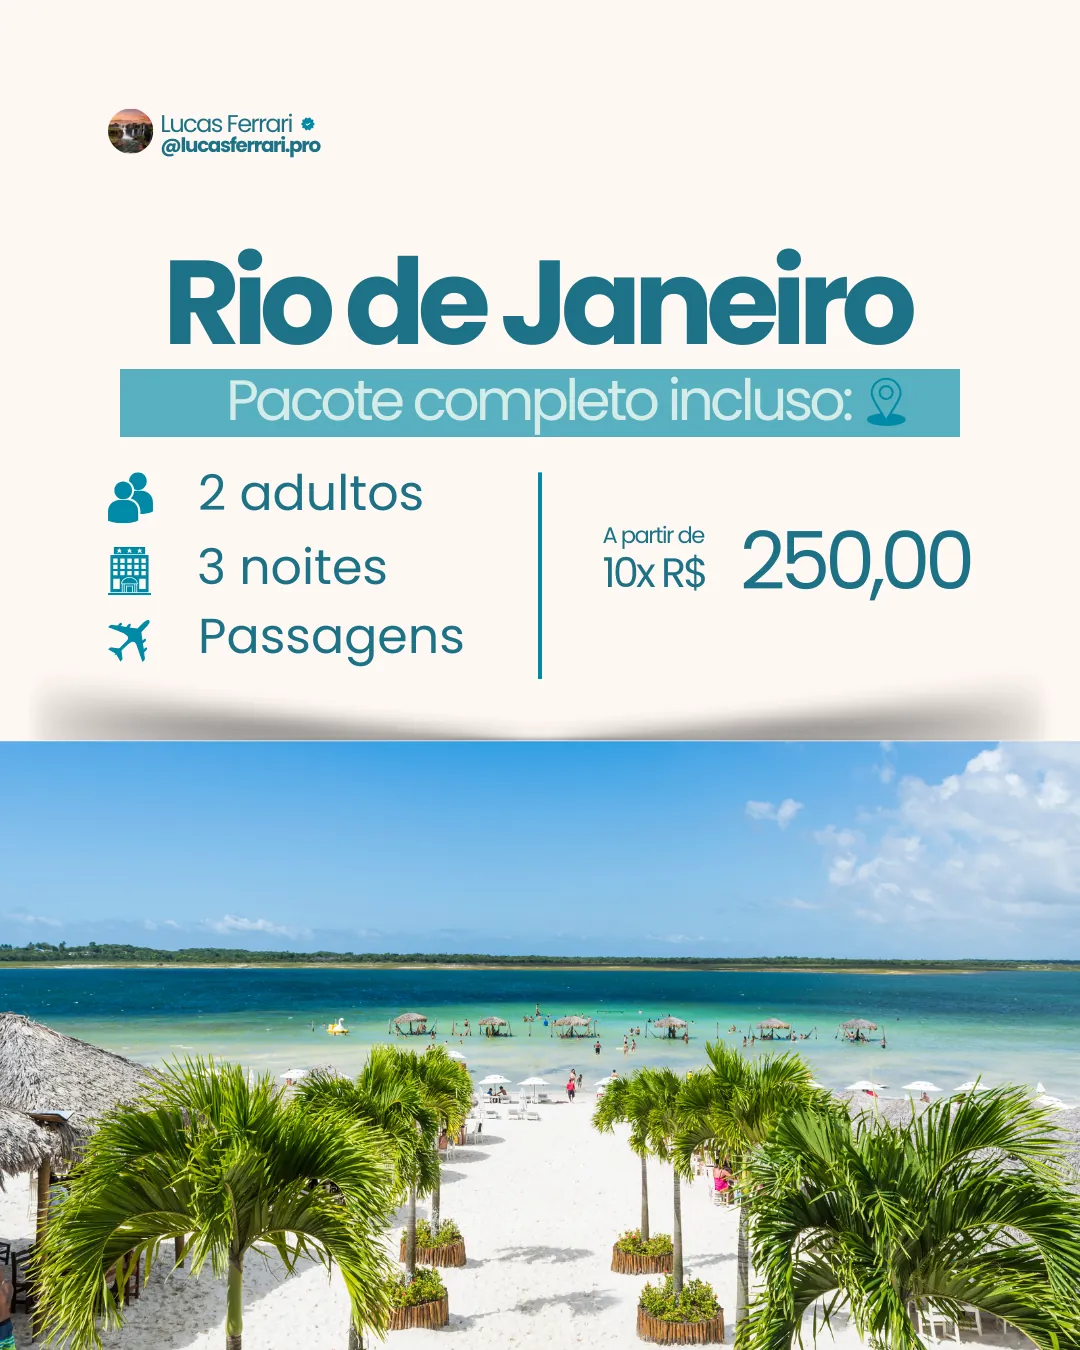 Lucas Ferrari
@lucasferrari.pro
Rio de Janeiro
Pacote completo incluso:
2 adultos
3 noites
Passagens
A partir de
10x R$ 250,00